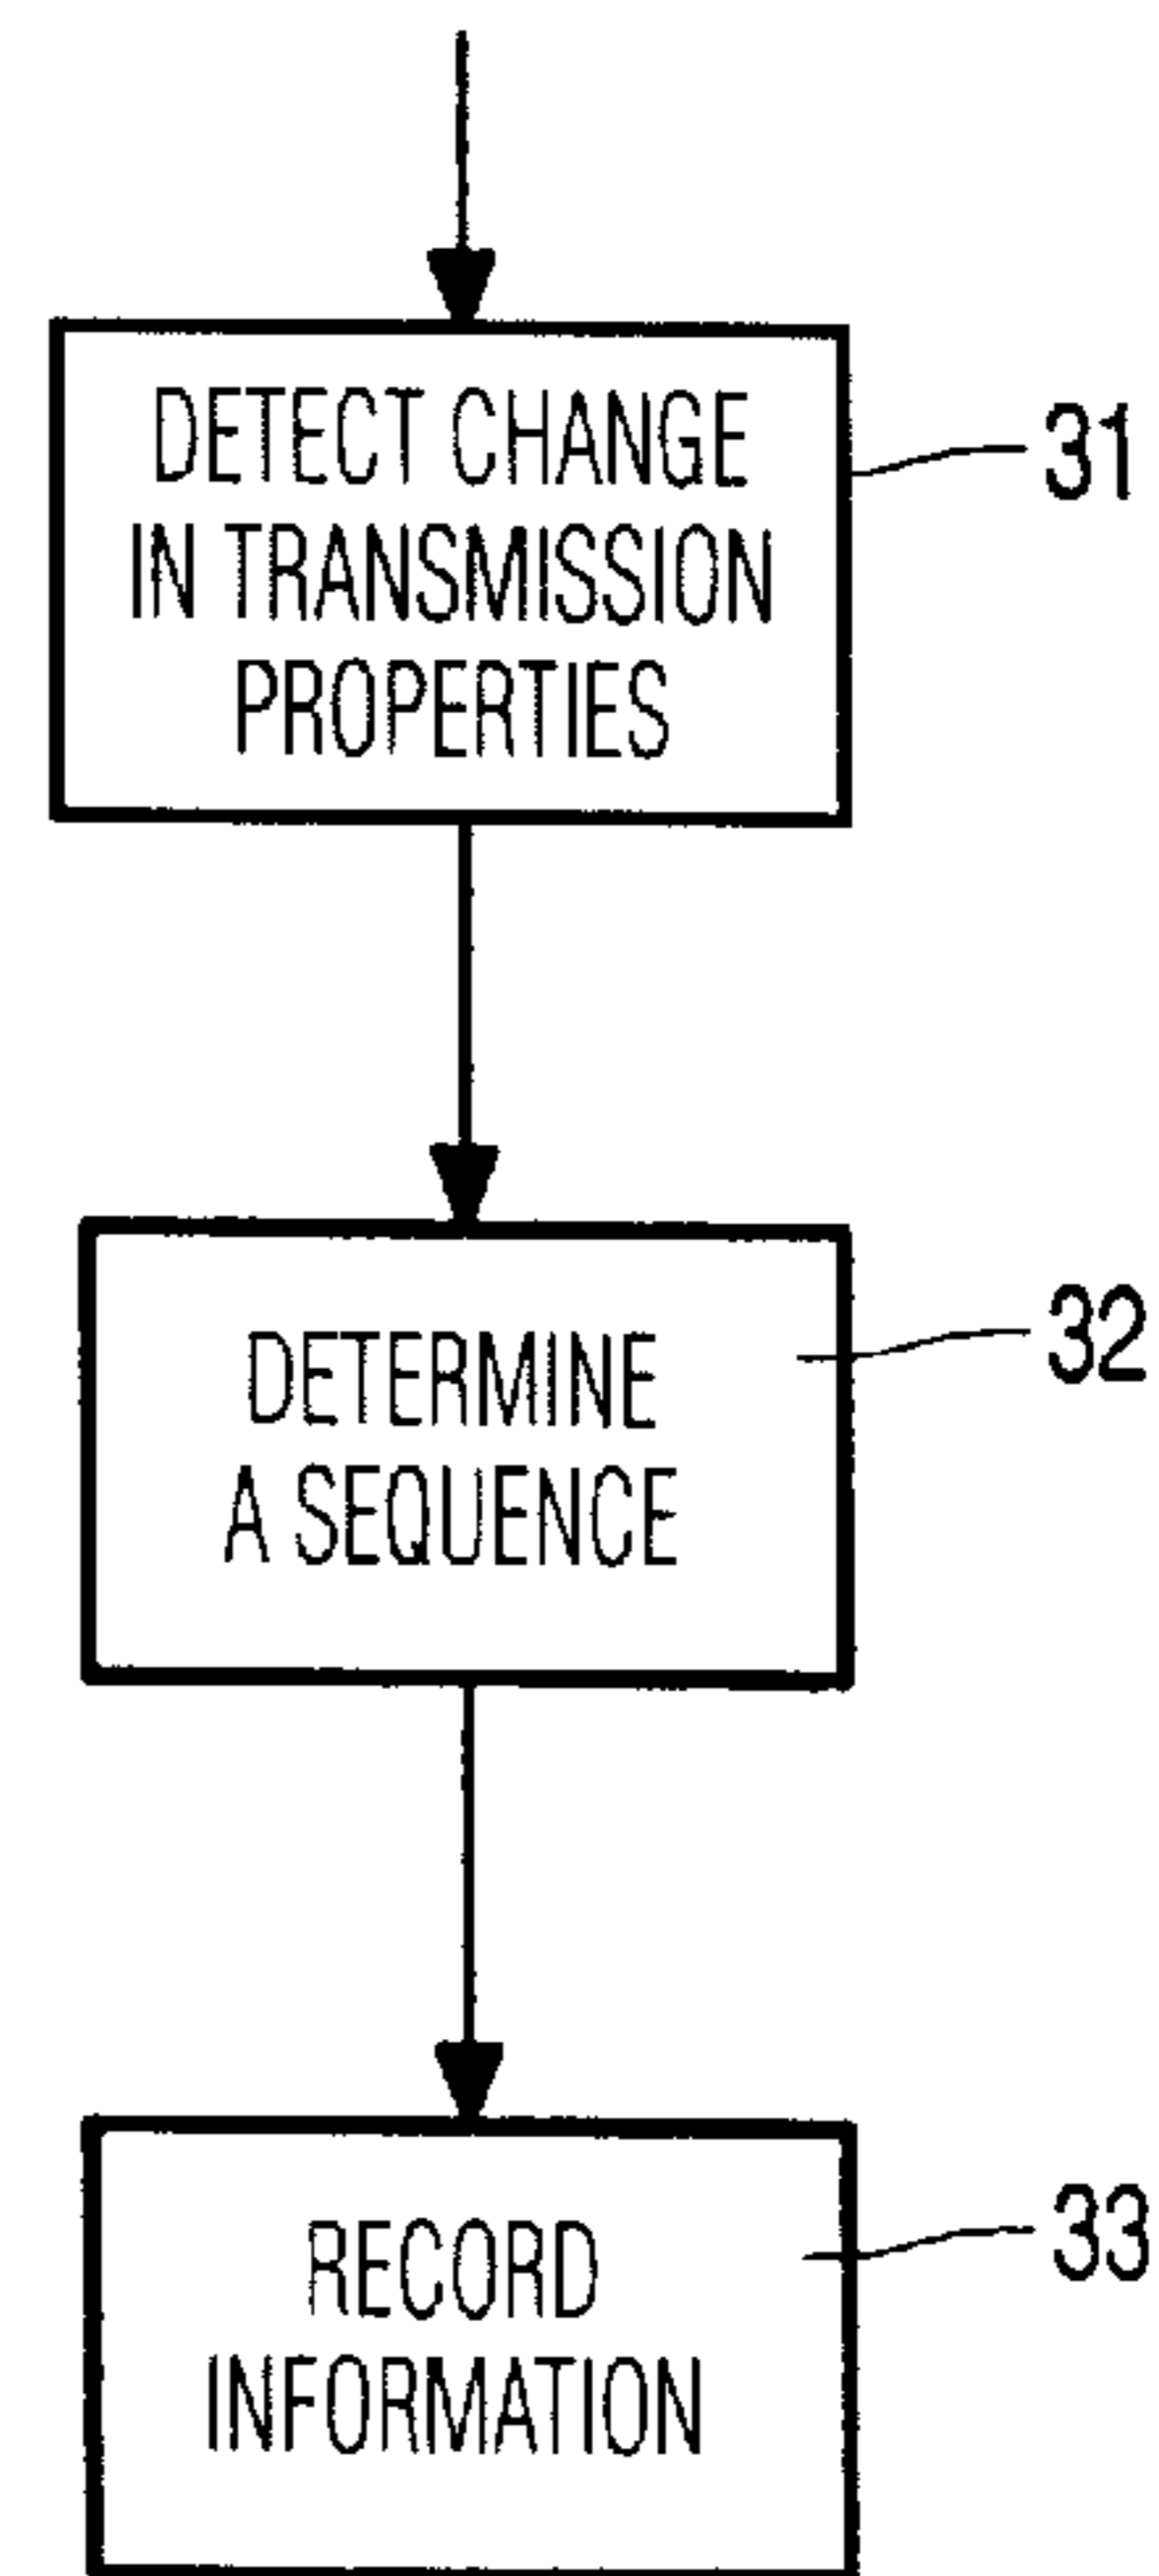 DETECT CHANGE
IN TRANSMISSION
PROPERTIES
31
DETERMINE
A SEQUENCE
32
RECORD
INFORMATION
33